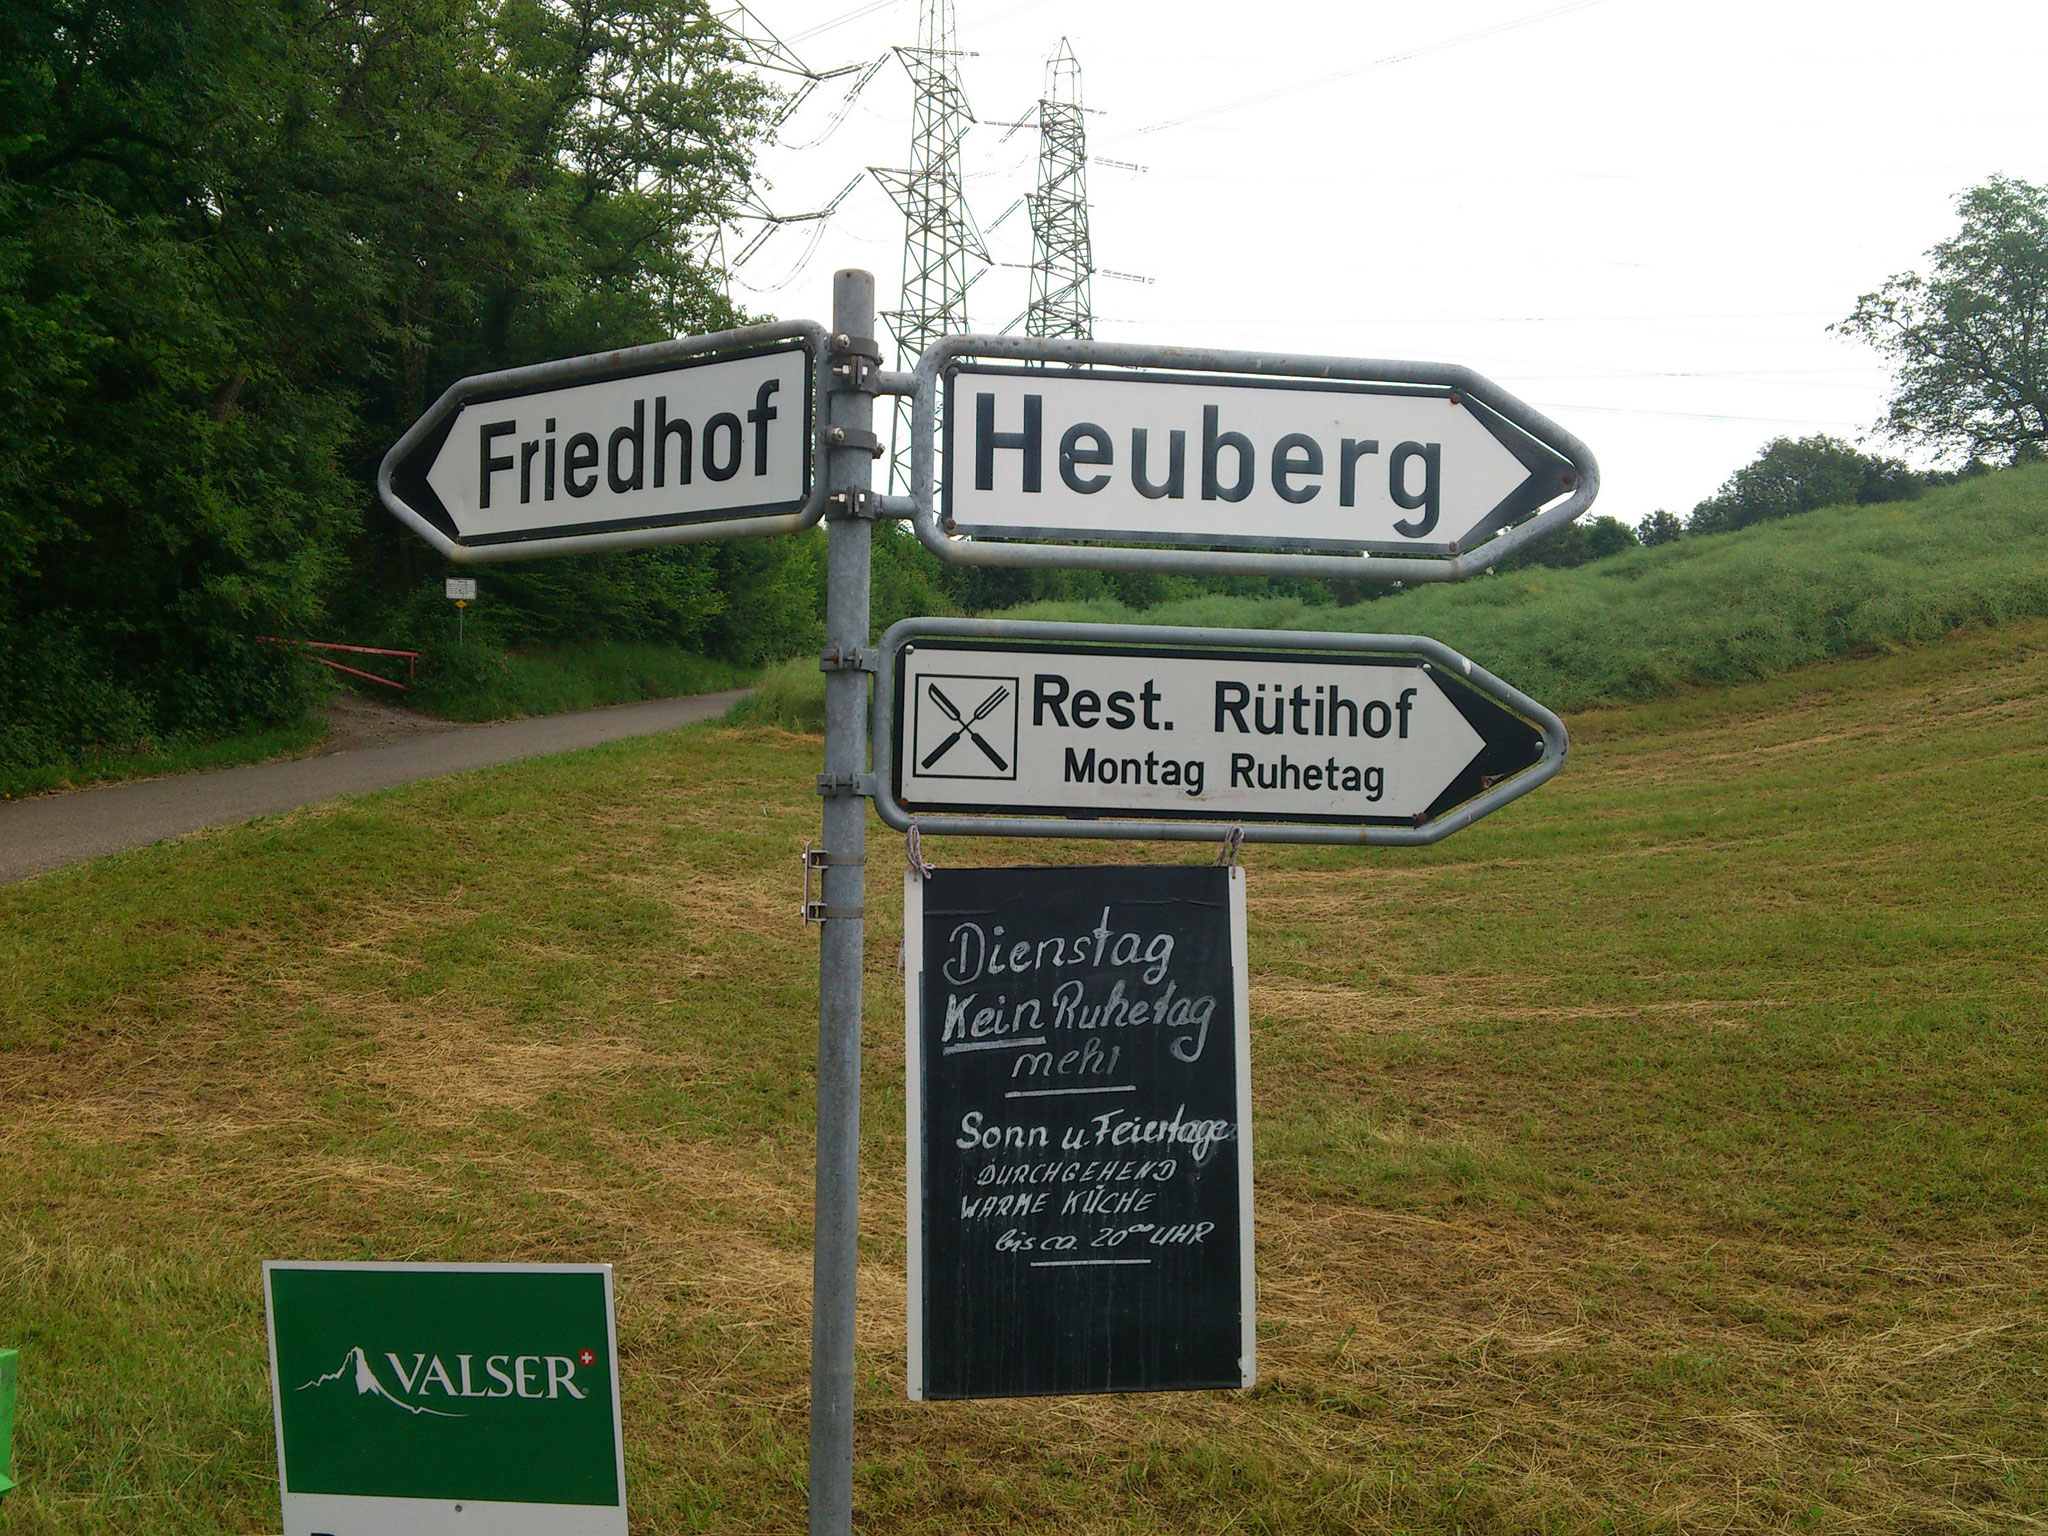 Friedhof
Heuberg
Rest. Rütihof
Montag Ruhetag
Dienstag
Kein Ruhetag
mehr
Sonn u Feiertage
DURCHGEHEND
WARME KÜCHE
bis ca. 20⁰⁰ UHR
VALSER